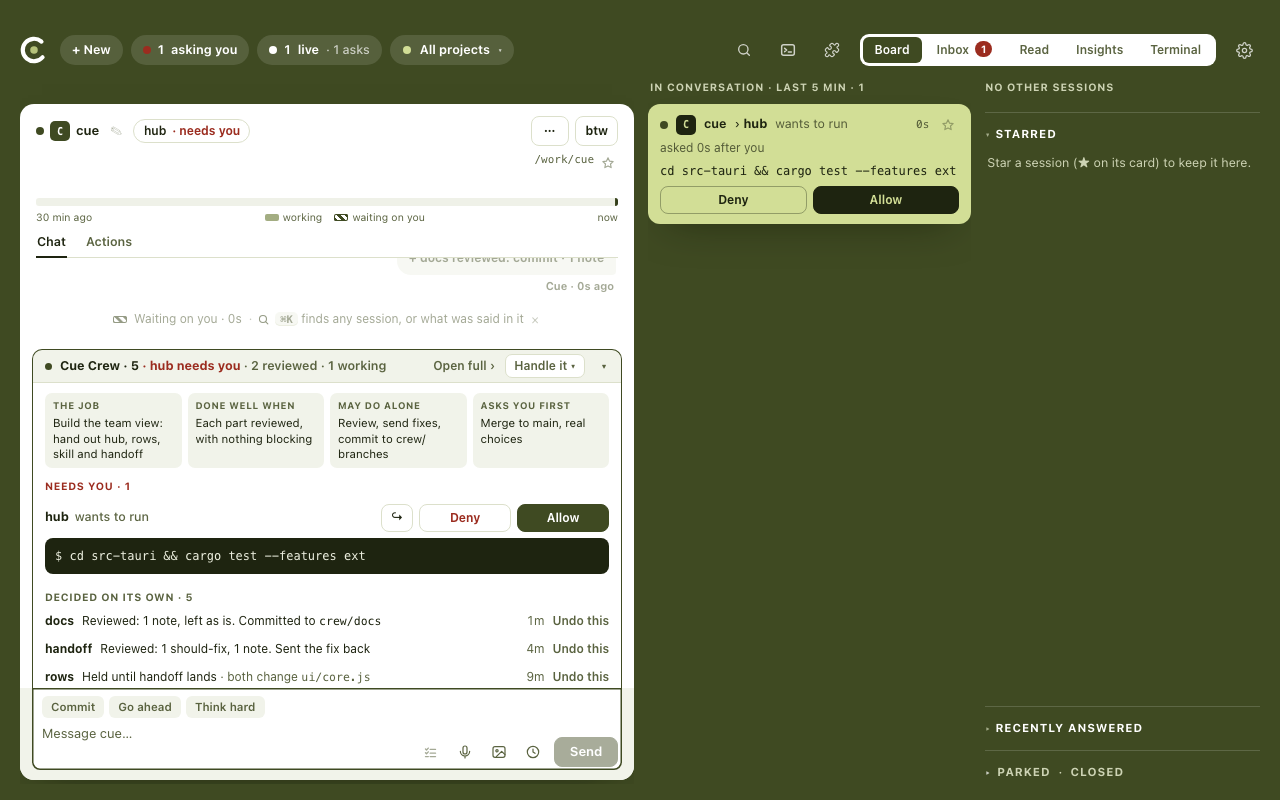 + New
1 asking you
1 live · 1 asks
All projects ·
Board
Inbox 1
Read
Insights
Terminal
C cue
hub · needs you
···
btw
/work/cue
30 min ago
working
waiting on you
now
Chat
Actions
+ docs reviewed: commit · 1 note
Cue · 0s ago
Waiting on you · 0s · ⌘K finds any session, or what was said in it ×
Cue Crew · 5 · hub needs you · 2 reviewed · 1 working
Open full ›
Handle it ▾
▾
THE JOB
Build the team view:
hand out hub, rows,
skill and handoff
DONE WELL WHEN
Each part reviewed,
with nothing blocking
MAY DO ALONE
Review, send fixes,
commit to crew/
branches
ASKS YOU FIRST
Merge to main, real
choices
NEEDS YOU · 1
hub wants to run
Deny
Allow
$ cd src-tauri && cargo test --features ext
DECIDED ON ITS OWN · 5
docs Reviewed: 1 note, left as is. Committed to crew/docs 1m Undo this
handoff Reviewed: 1 should-fix, 1 note. Sent the fix back 4m Undo this
rows Held until handoff lands · both change ui/core.js 9m Undo this
Commit
Go ahead
Think hard
Message cue…
Send
IN CONVERSATION · LAST 5 MIN · 1
C cue › hub wants to run 0s
asked 0s after you
cd src-tauri && cargo test --features ext
Deny
Allow
NO OTHER SESSIONS
STARRED
Star a session (★ on its card) to keep it here.
RECENTLY ANSWERED
PARKED · CLOSED